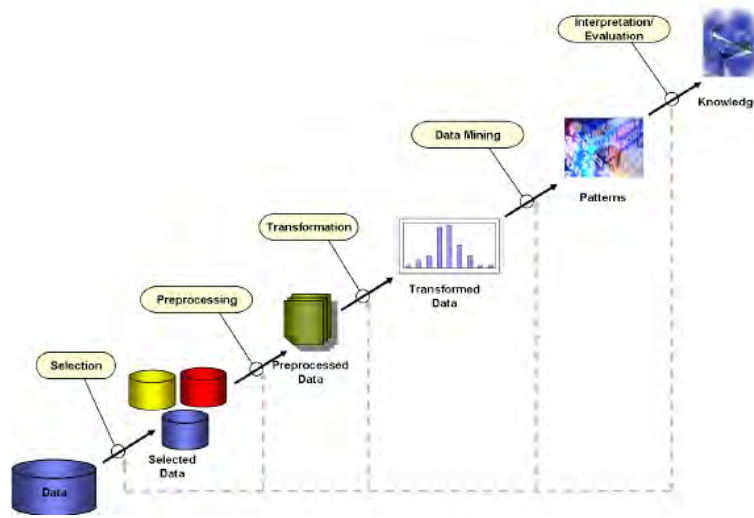 Interpretation/
Evaluation
Knowledg
Data Mining
Patterns
Transformation
Transformed
Data
Preprocessing
Preprocessed
Data
Selection
Selected
Data
Data